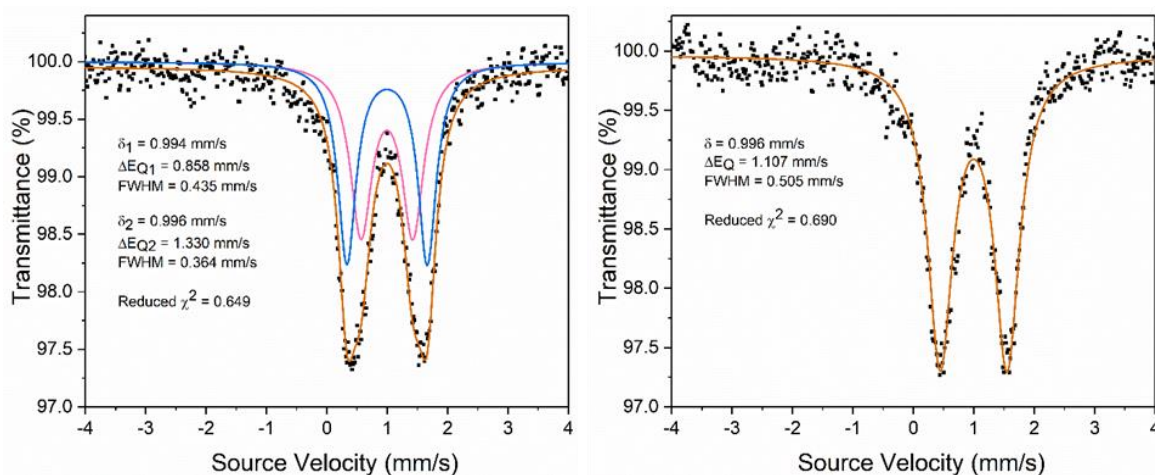 100.0
99.5
99.0
98.5
98.0
97.5
97.0
Transmittance (%)
δ1 = 0.994 mm/s
ΔEQ1 = 0.858 mm/s
FWHM = 0.435 mm/s
δ2 = 0.996 mm/s
ΔEQ2 = 1.330 mm/s
FWHM = 0.364 mm/s
Reduced χ2 = 0.649
-4 -3 -2 -1 0 1 2 3 4
Source Velocity (mm/s)
100.0
99.5
99.0
98.5
98.0
97.5
97.0
Transmittance (%)
δ = 0.996 mm/s
ΔEQ = 1.107 mm/s
FWHM = 0.505 mm/s
Reduced χ2 = 0.690
-4 -3 -2 -1 0 1 2 3 4
Source Velocity (mm/s)